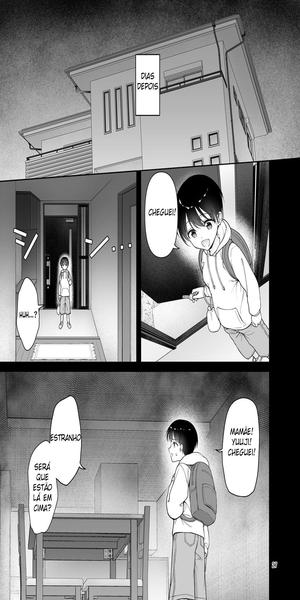 DIAS
DEPOIS
CHEGUEI!
HUH...?
MAMÃE!
YUUJI!
CHEGUEI!
ESTRANHO
SERÁ
QUE
ESTÃO
LÁ EM
CIMA?